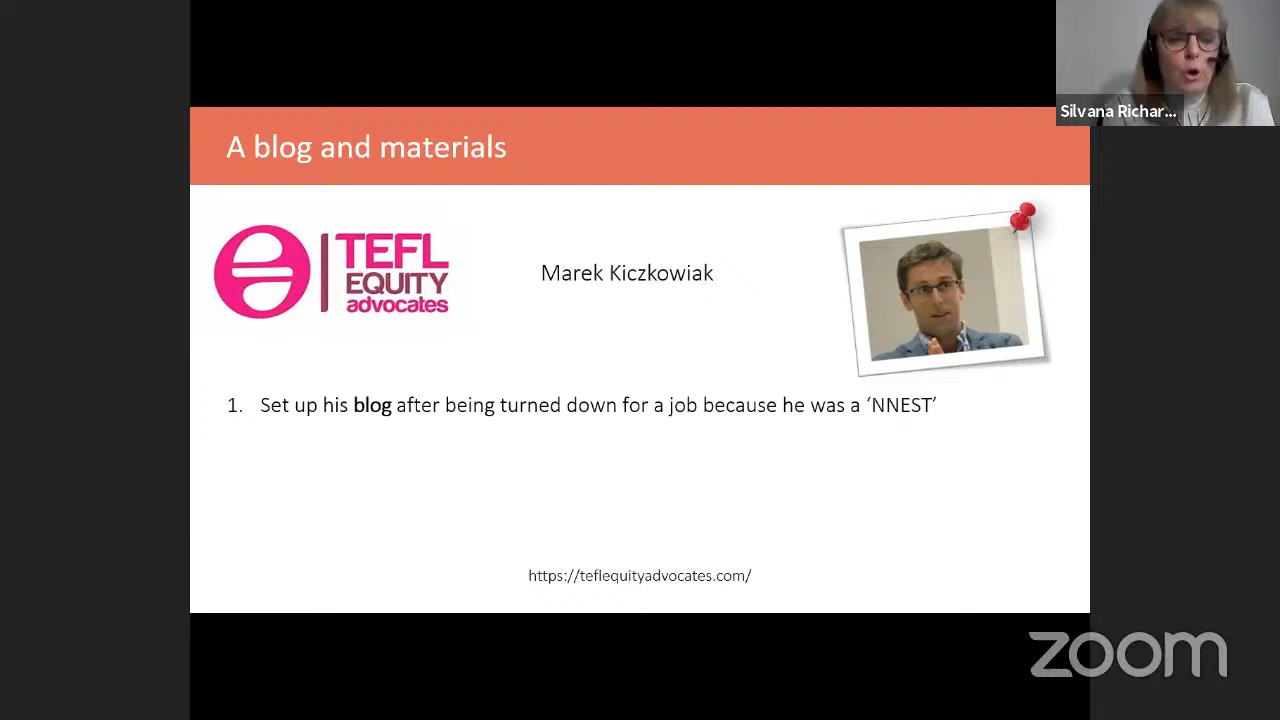 Silvana Richar...
A blog and materials
TEFL
EQUITY
advocates
Marek Kiczkowiak
1. Set up his blog after being turned down for a job because he was a ‘NNEST’
https://teflequityadvocates.com/
zoom